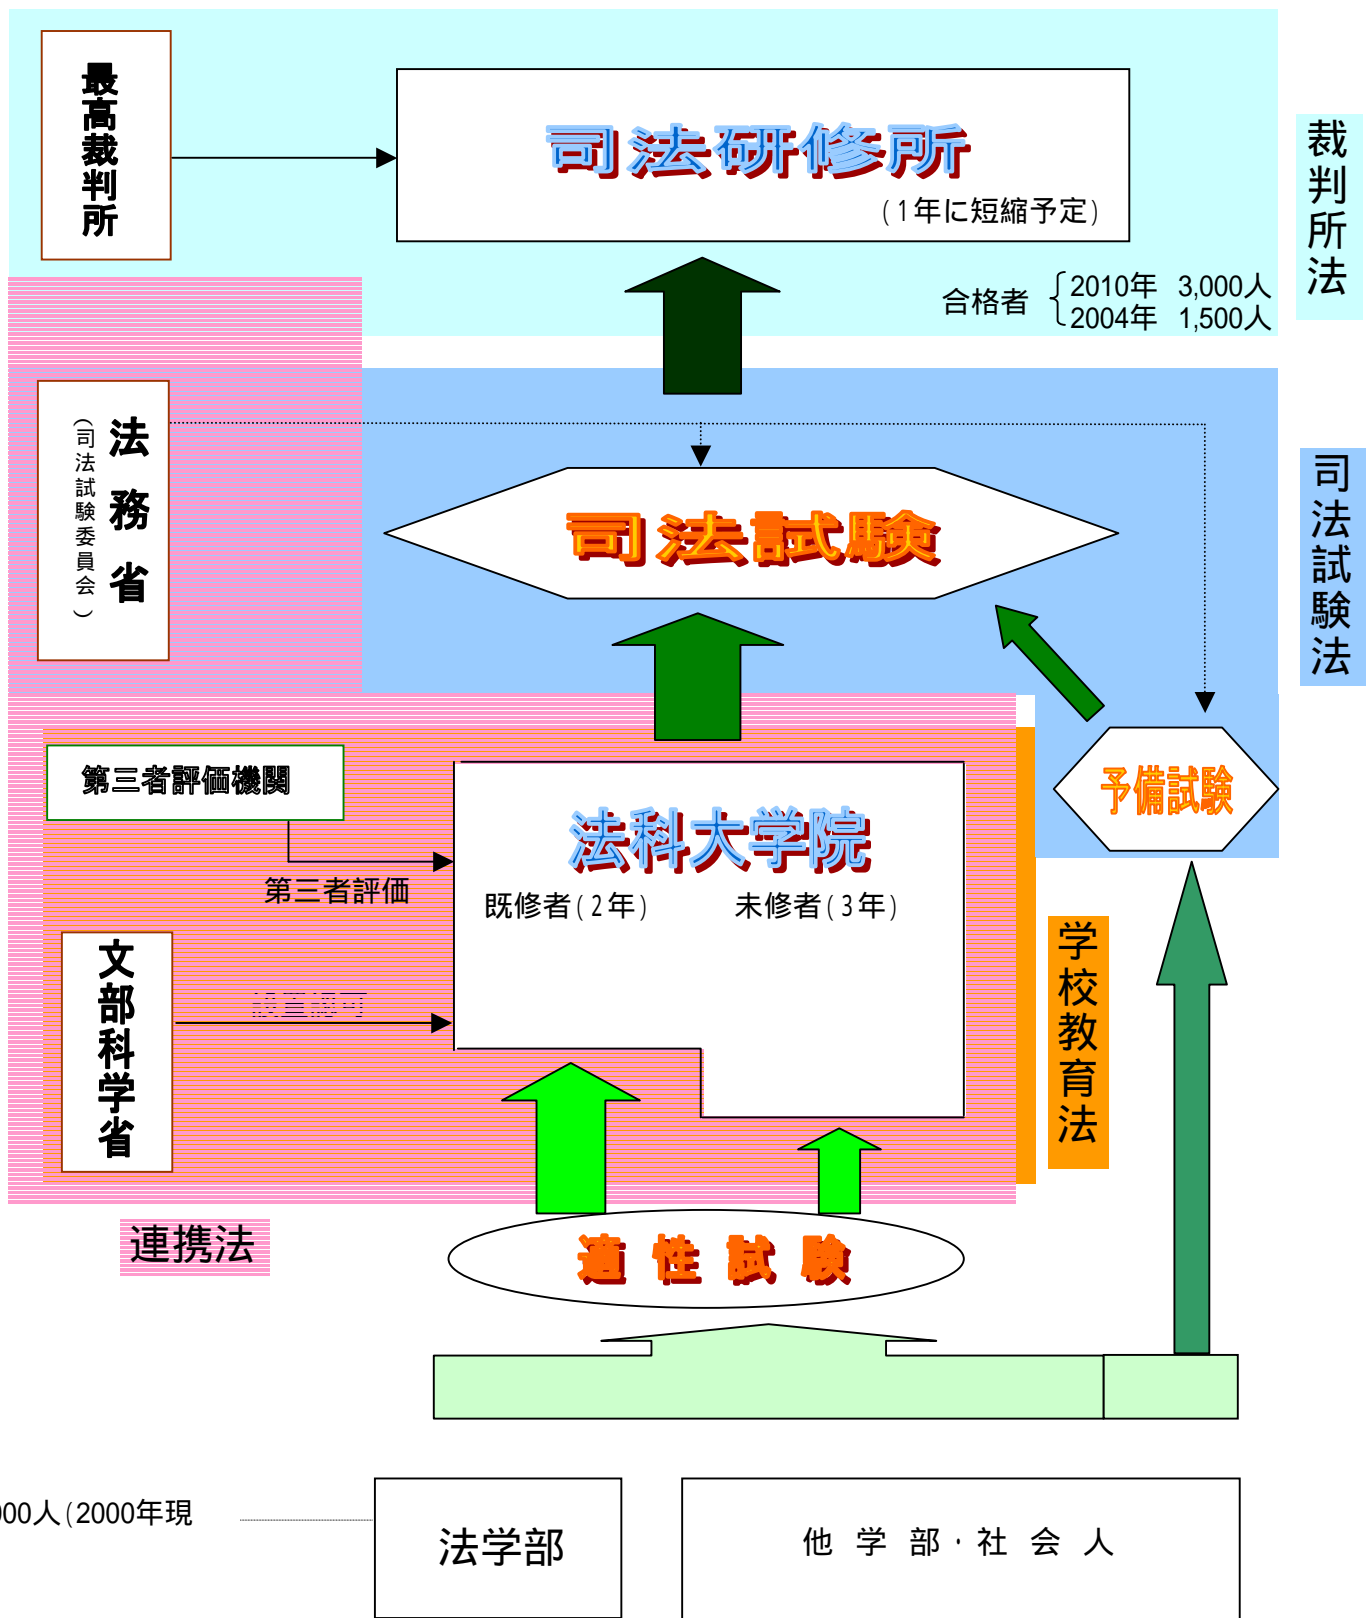 最高裁判所
司法研修所
(1年に短縮予定)
裁判所法
合格者
2010年 3,000人
2004年 1,500人
法務省
(司法試験委員会)
司法試験
司法試験法
第三者評価機関
予備試験
法科大学院
第三者評価
既修者(2年)
未修者(3年)
文部科学省
学校教育法
設置認可
連携法
適性試験
000人(2000年現
法学部
他学部・社会人